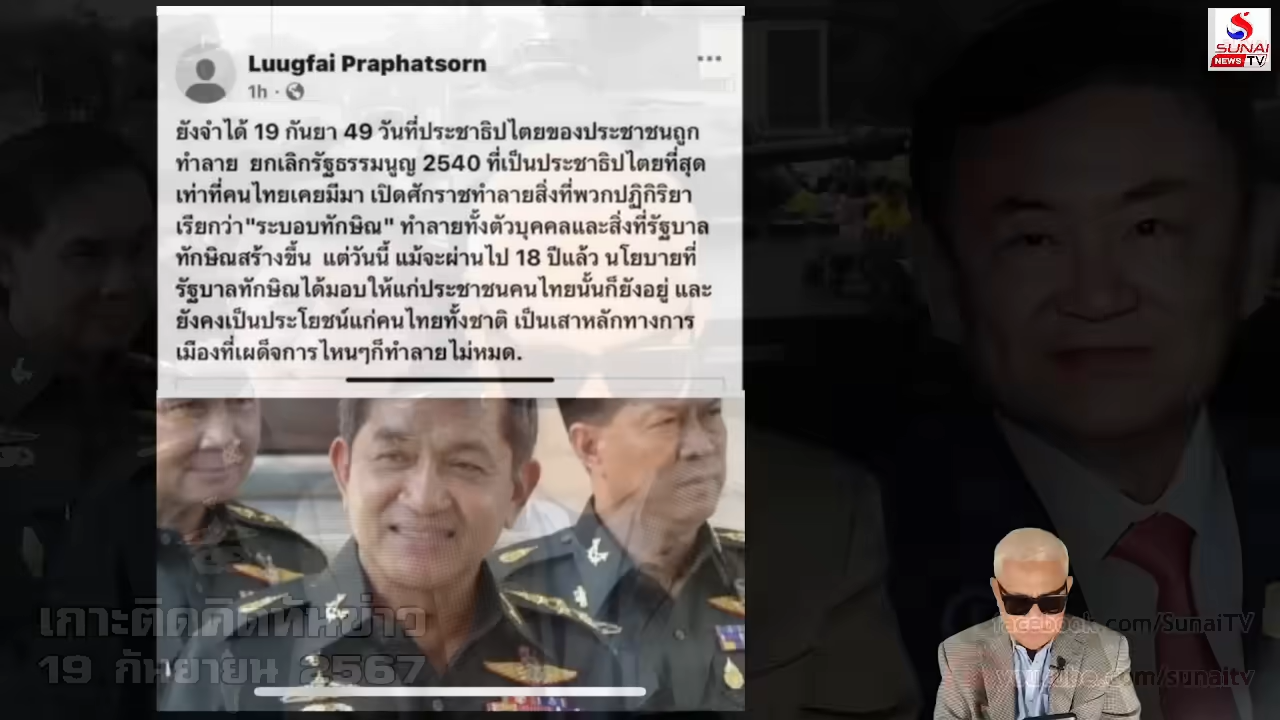 Luugfai Praphatsorn
1h
ยังจำได้ 19 กันยา 49 วันที่ประชาธิปไตยของประชาชนถูก
ทำลาย ยกเลิกรัฐธรรมนูญ 2540 ที่เป็นประชาธิปไตยที่สุด
เท่าที่คนไทยเคยมีมา เปิดศักราชทำลายสิ่งที่พวกปฏิกิริยา
เรียกว่า"ระบอบทักษิณ" ทำลายทั้งตัวบุคคลและสิ่งที่รัฐบาล
ทักษิณสร้างขึ้น แต่วันนี้ แม้จะผ่านไป 18 ปีแล้ว นโยบายที่
รัฐบาลทักษิณได้มอบให้แก่ประชาชนคนไทยนั้นก็ยังอยู่ และ
ยังคงเป็นประโยชน์แก่คนไทยทั้งชาติ เป็นเสาหลักทางการ
เมืองที่เผด็จการไหนๆก็ทำลายไม่หมด.
SUNAI
NEWS TV
เกาะติดคิดทันข่าว
19 กันยายน 2567
facebook.com/SunaiTV
youtube.com/sunaitv